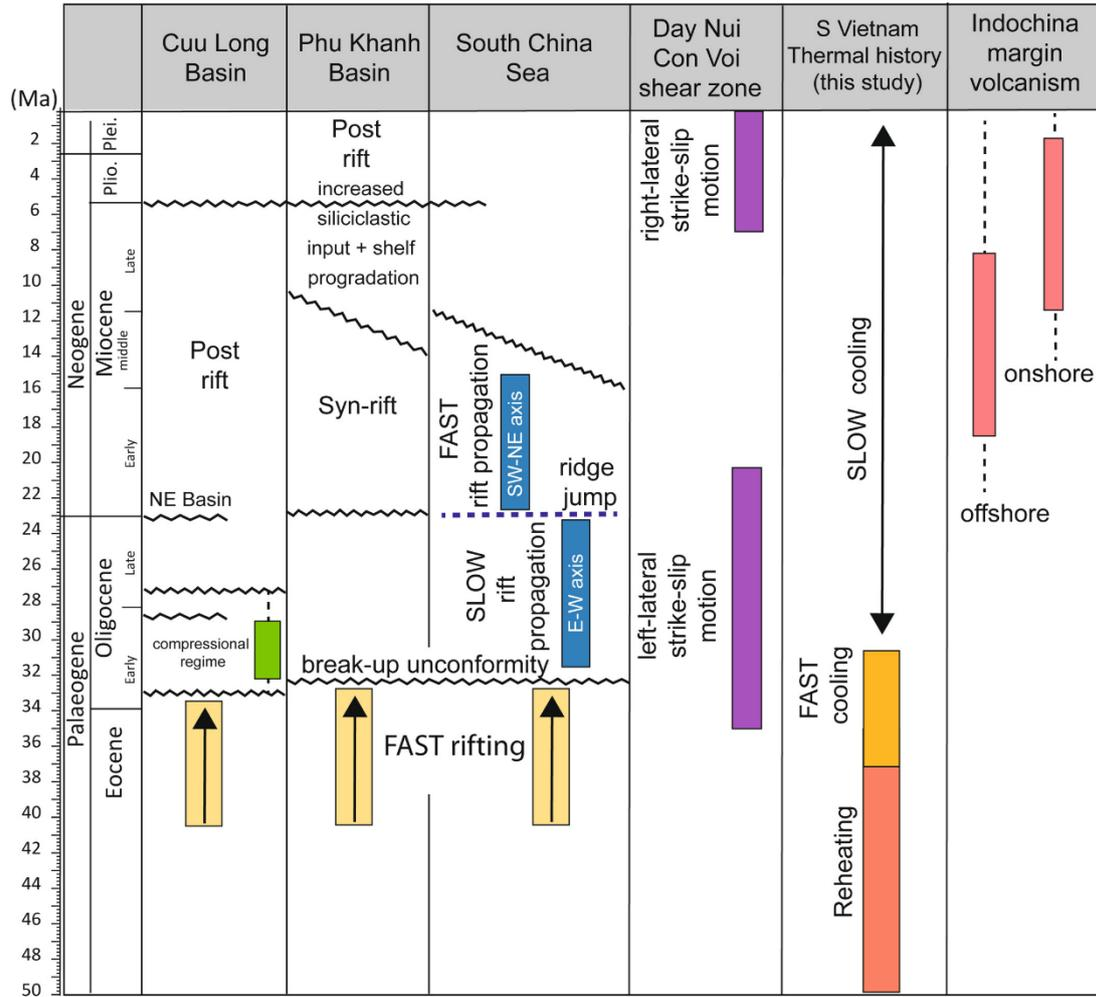 Cuu Long
Basin
Phu Khanh
Basin
South China
Sea
Day Nui
Con Voi
shear zone
S Vietnam
Thermal history
(this study)
Indochina
margin
volcanism
(Ma)
2
4
6
8
10
12
14
16
18
20
22
24
26
28
30
32
34
36
38
40
42
44
46
48
50
Neogene
Palaeogene
Plei.
Plio.
Miocene
Late
middle
Early
Oligocene
Late
Early
Eocene
Post
rift
NE Basin
compressional
regime
Post
rift
increased
siliciclastic
input + shelf
progradation
Syn-rift
break-up unconformity
FAST rifting
FAST
rift propagation
SW-NE axis
ridge
jump
SLOW
rift
propagation
E-W axis
right-lateral
strike-slip
motion
left-lateral
strike-slip
motion
SLOW cooling
FAST
cooling
Reheating
onshore
offshore